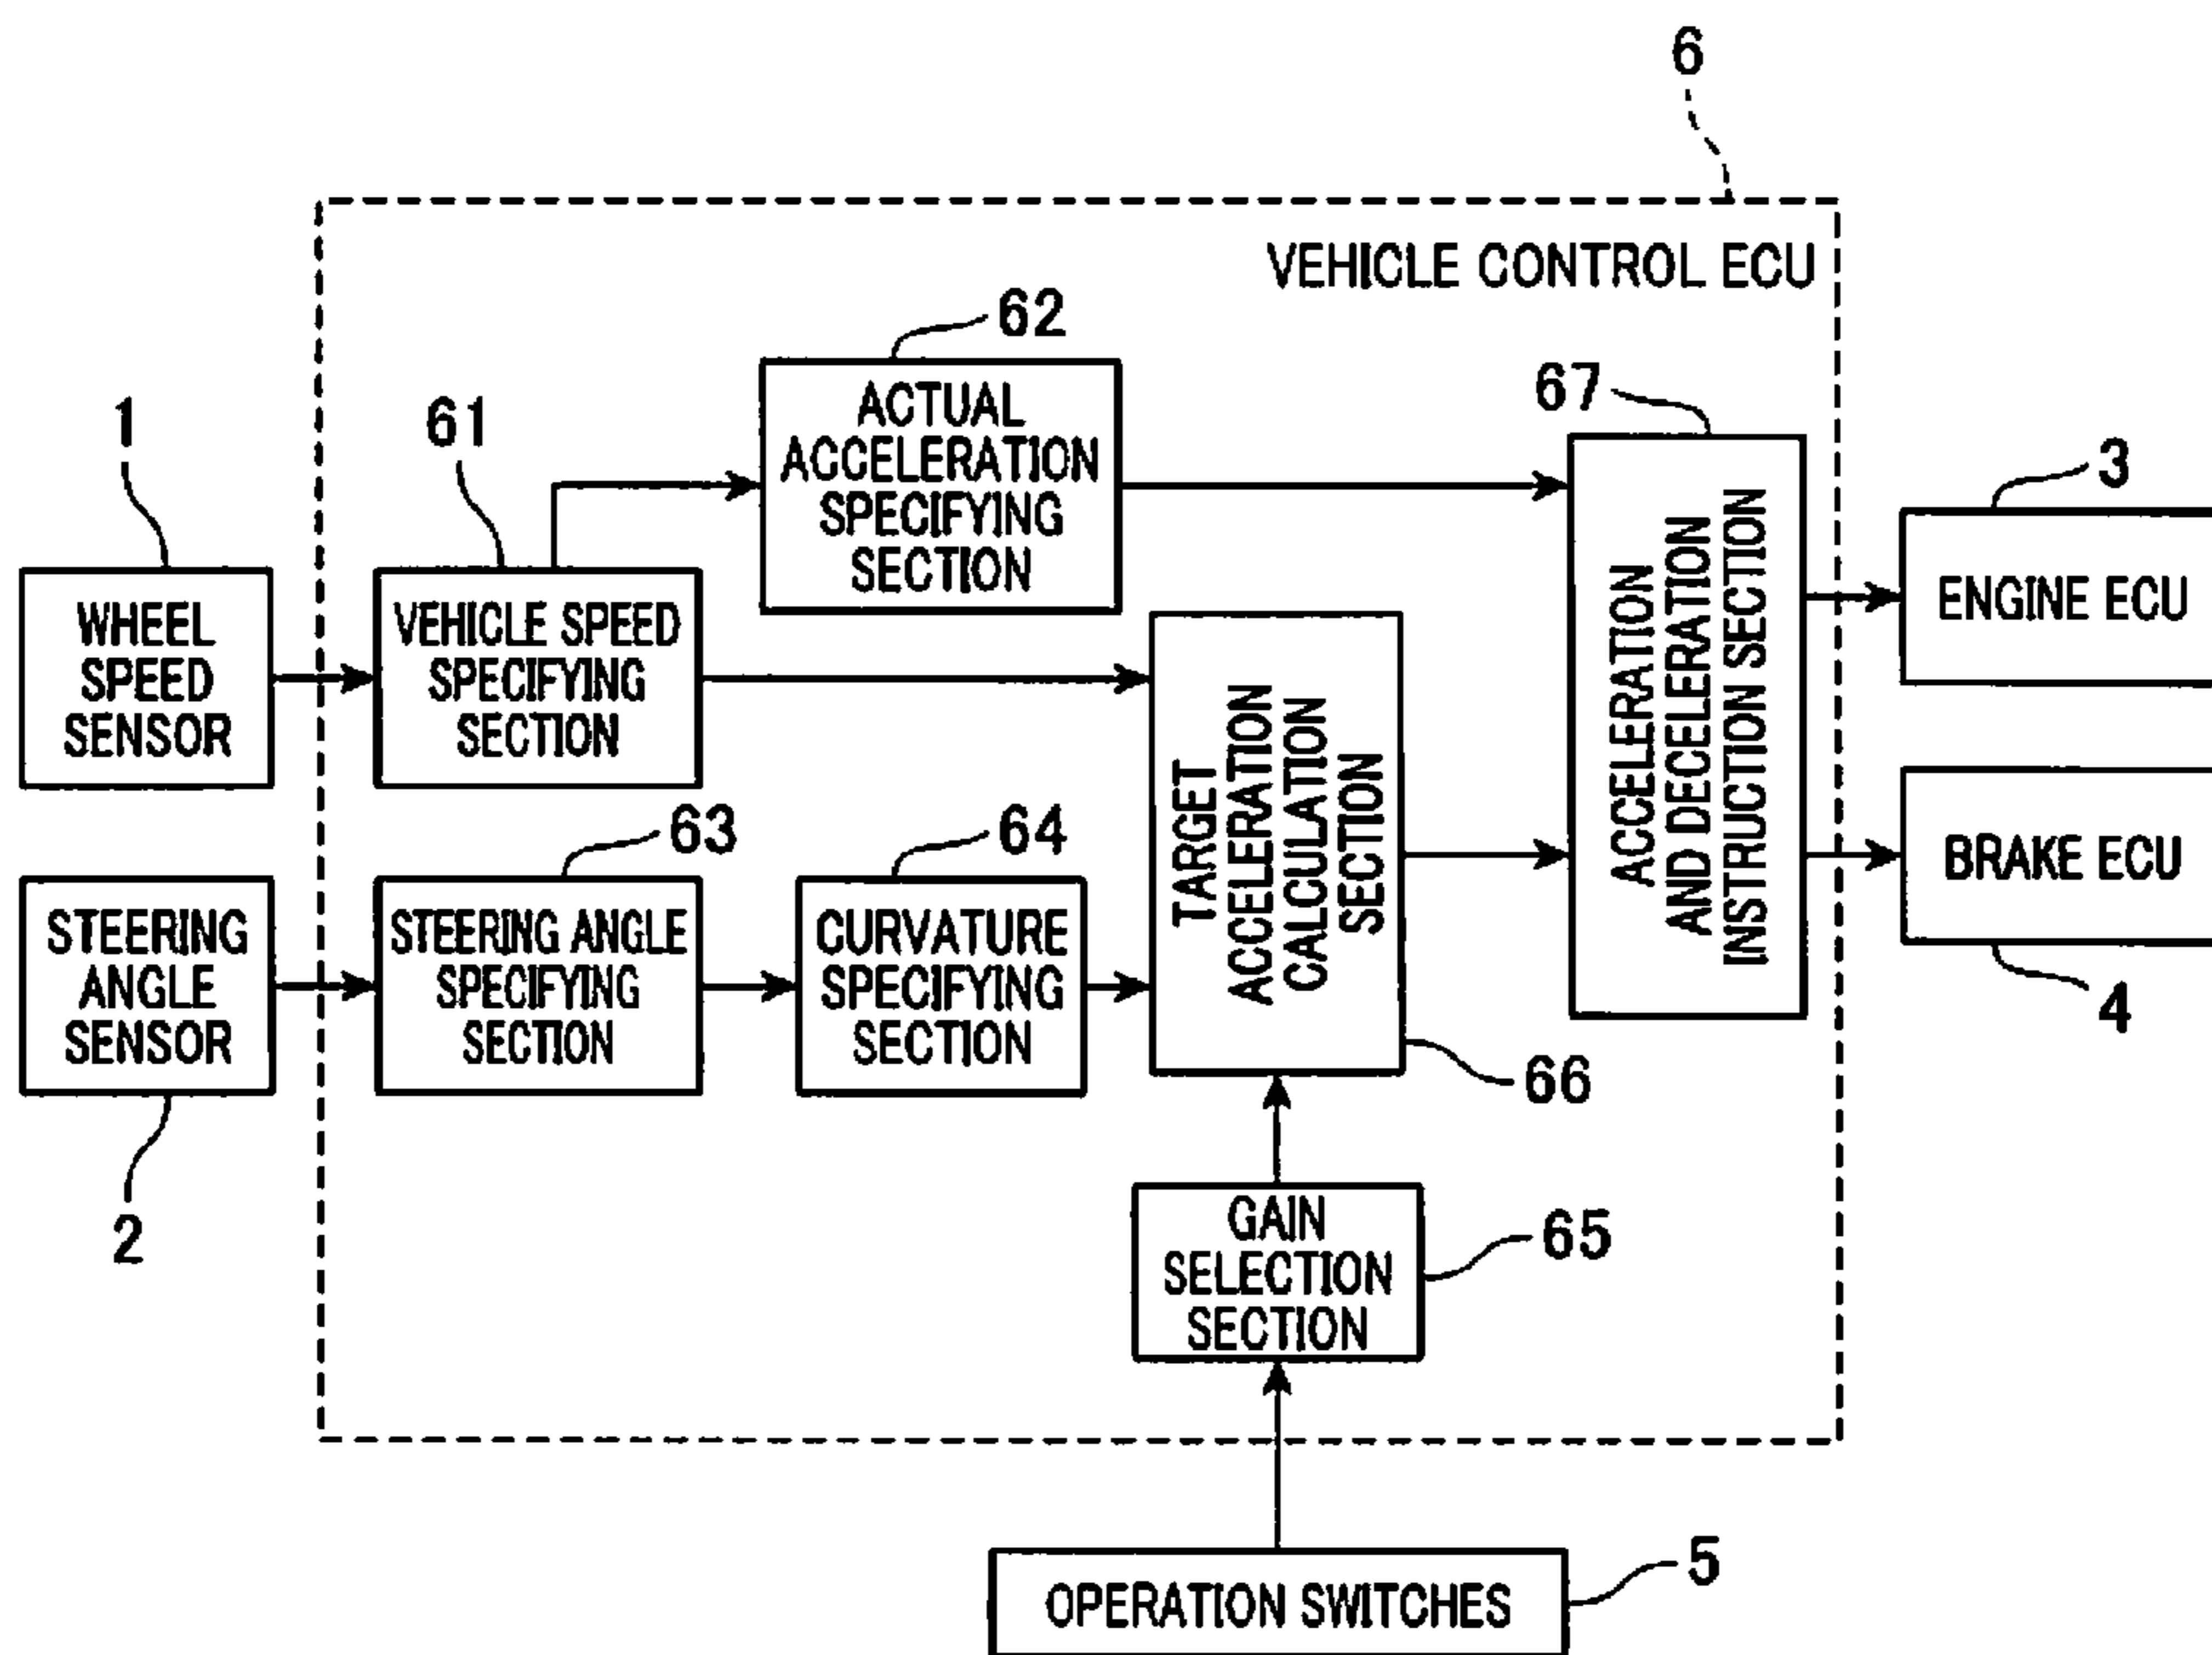 6
VEHICLE CONTROL ECU
62
ACTUAL
ACCELERATION
SPECIFYING
SECTION
67
ACCELERATION
AND DECELERATION
INSTRUCTION SECTION
1
WHEEL
SPEED
SENSOR
61
VEHICLE SPEED
SPECIFYING
SECTION
3
ENGINE ECU
TARGET
ACCELERATION
CALCULATION
SECTION
66
63
STEERING ANGLE
SPECIFYING
SECTION
64
CURVATURE
SPECIFYING
SECTION
BRAKE ECU
4
STEERING
ANGLE
SENSOR
2
GAIN
SELECTION
SECTION
65
OPERATION SWITCHES
5